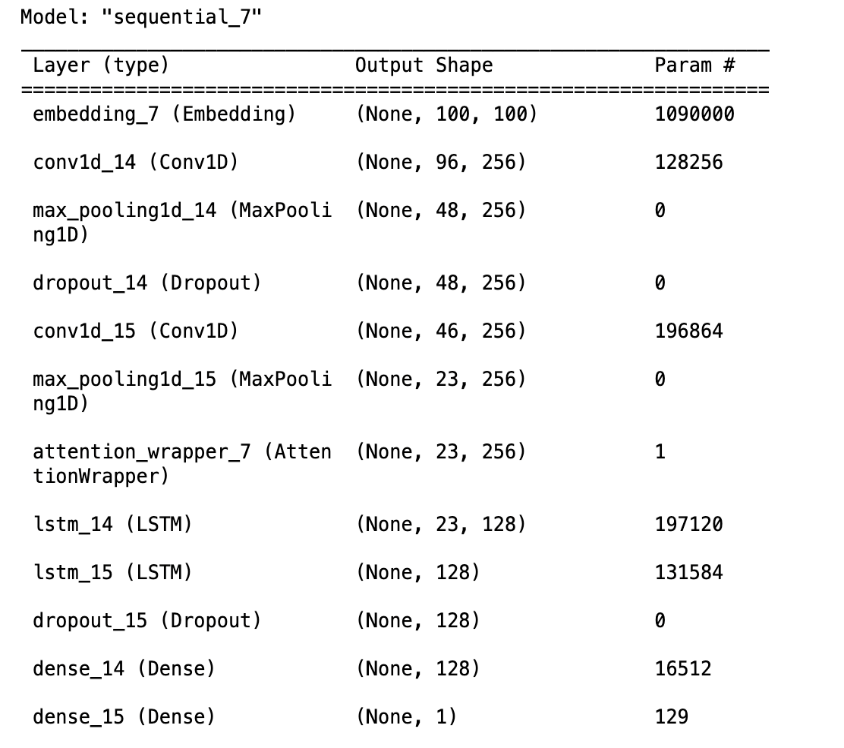 Model: "sequential_7"
Layer (type) Output Shape Param #
embedding_7 (Embedding) (None, 100, 100) 1090000
conv1d_14 (Conv1D) (None, 96, 256) 128256
max_pooling1d_14 (MaxPooli (None, 48, 256) 0
ng1D)
dropout_14 (Dropout) (None, 48, 256) 0
conv1d_15 (Conv1D) (None, 46, 256) 196864
max_pooling1d_15 (MaxPooli (None, 23, 256) 0
ng1D)
attention_wrapper_7 (Atten (None, 23, 256) 1
tionWrapper)
lstm_14 (LSTM) (None, 23, 128) 197120
lstm_15 (LSTM) (None, 128) 131584
dropout_15 (Dropout) (None, 128) 0
dense_14 (Dense) (None, 128) 16512
dense_15 (Dense) (None, 1) 129